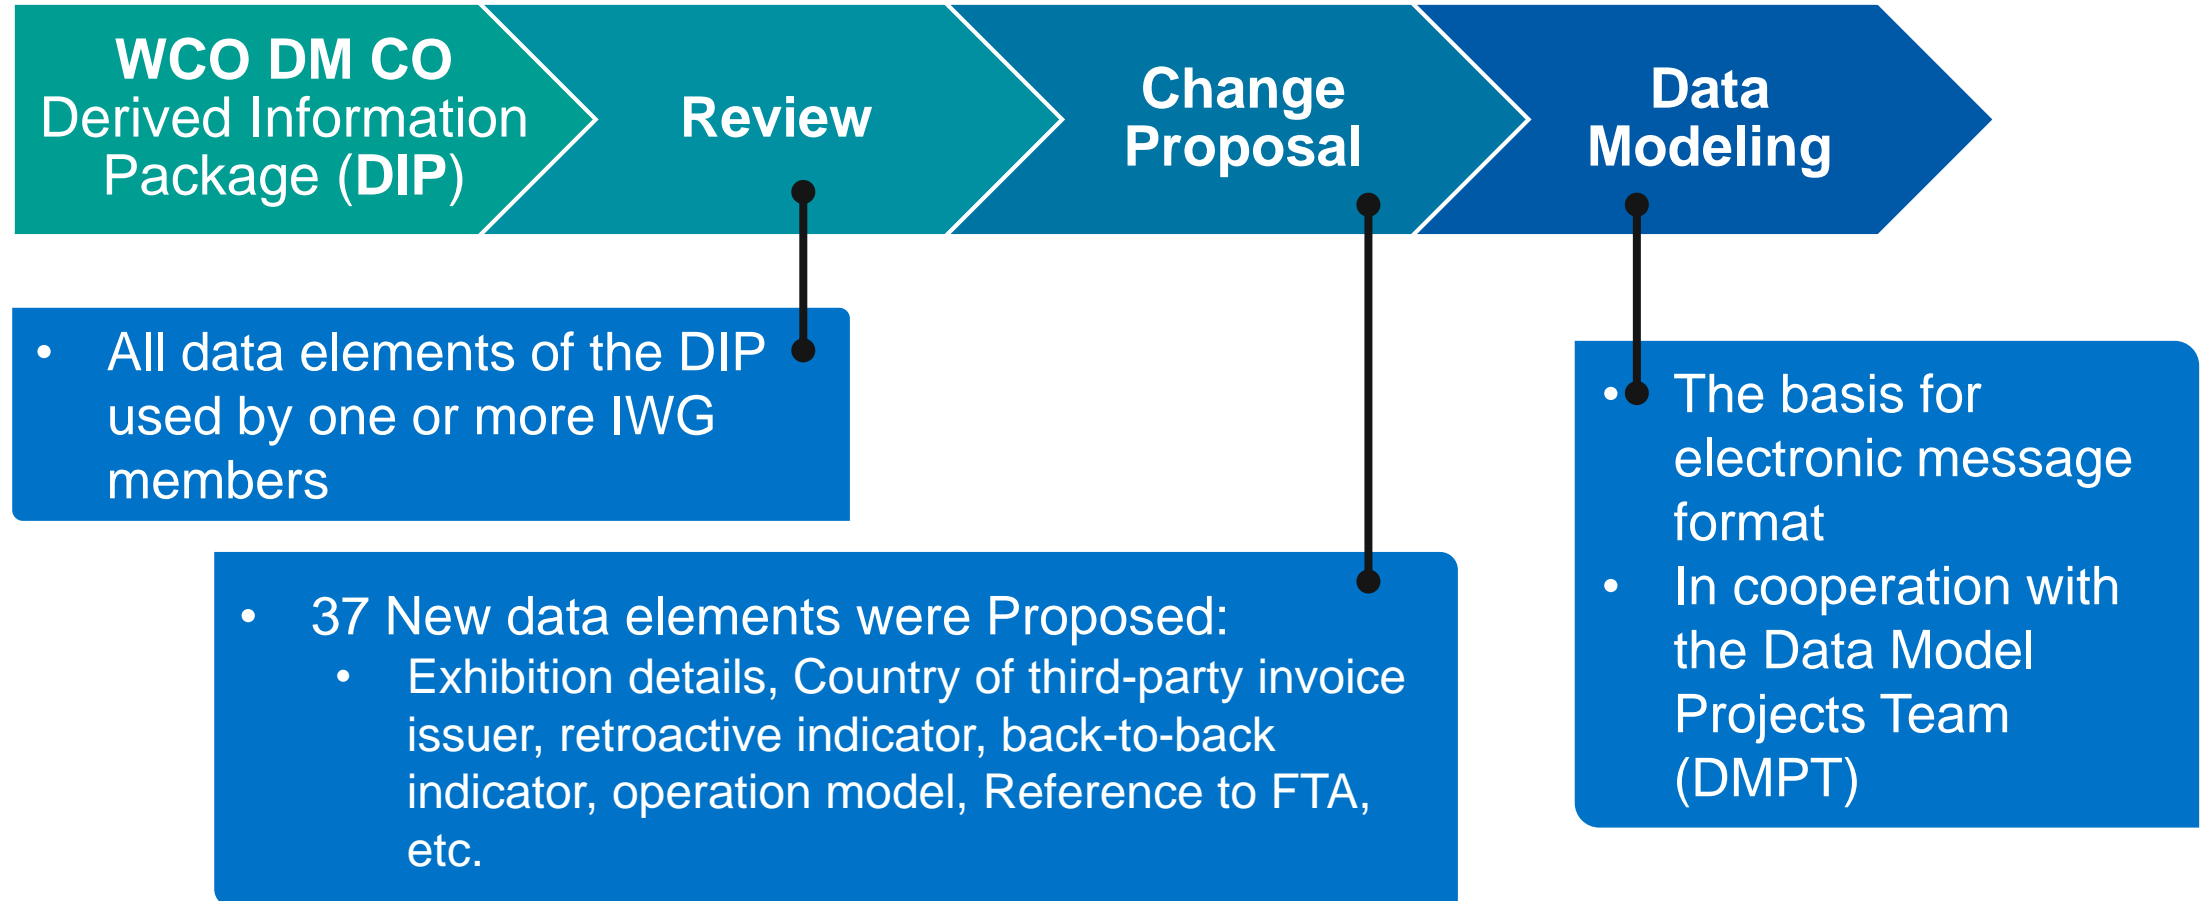 WCO DM CO
Derived Information
Package (DIP)
Review
Change
Proposal
Data
Modeling
• All data elements of the DIP
used by one or more IWG
members
• 37 New data elements were Proposed:
• Exhibition details, Country of third-party invoice
issuer, retroactive indicator, back-to-back
indicator, operation model, Reference to FTA,
etc.
• The basis for
electronic message
format
• In cooperation with
the Data Model
Projects Team
(DMPT)